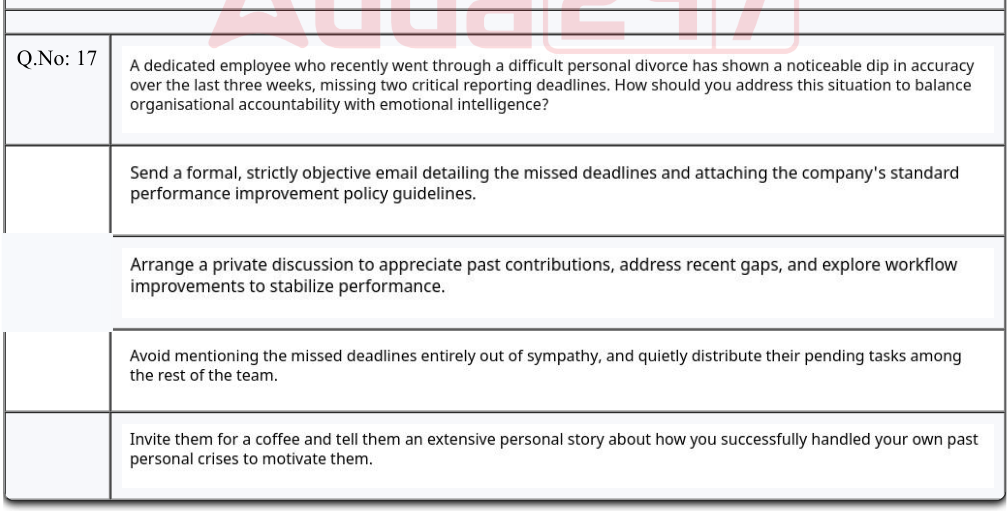 Adda247
Q.No: 17
A dedicated employee who recently went through a difficult personal divorce has shown a noticeable dip in accuracy
over the last three weeks, missing two critical reporting deadlines. How should you address this situation to balance
organisational accountability with emotional intelligence?
Send a formal, strictly objective email detailing the missed deadlines and attaching the company's standard
performance improvement policy guidelines.
Arrange a private discussion to appreciate past contributions, address recent gaps, and explore workflow
improvements to stabilize performance.
Avoid mentioning the missed deadlines entirely out of sympathy, and quietly distribute their pending tasks among
the rest of the team.
Invite them for a coffee and tell them an extensive personal story about how you successfully handled your own past
personal crises to motivate them.